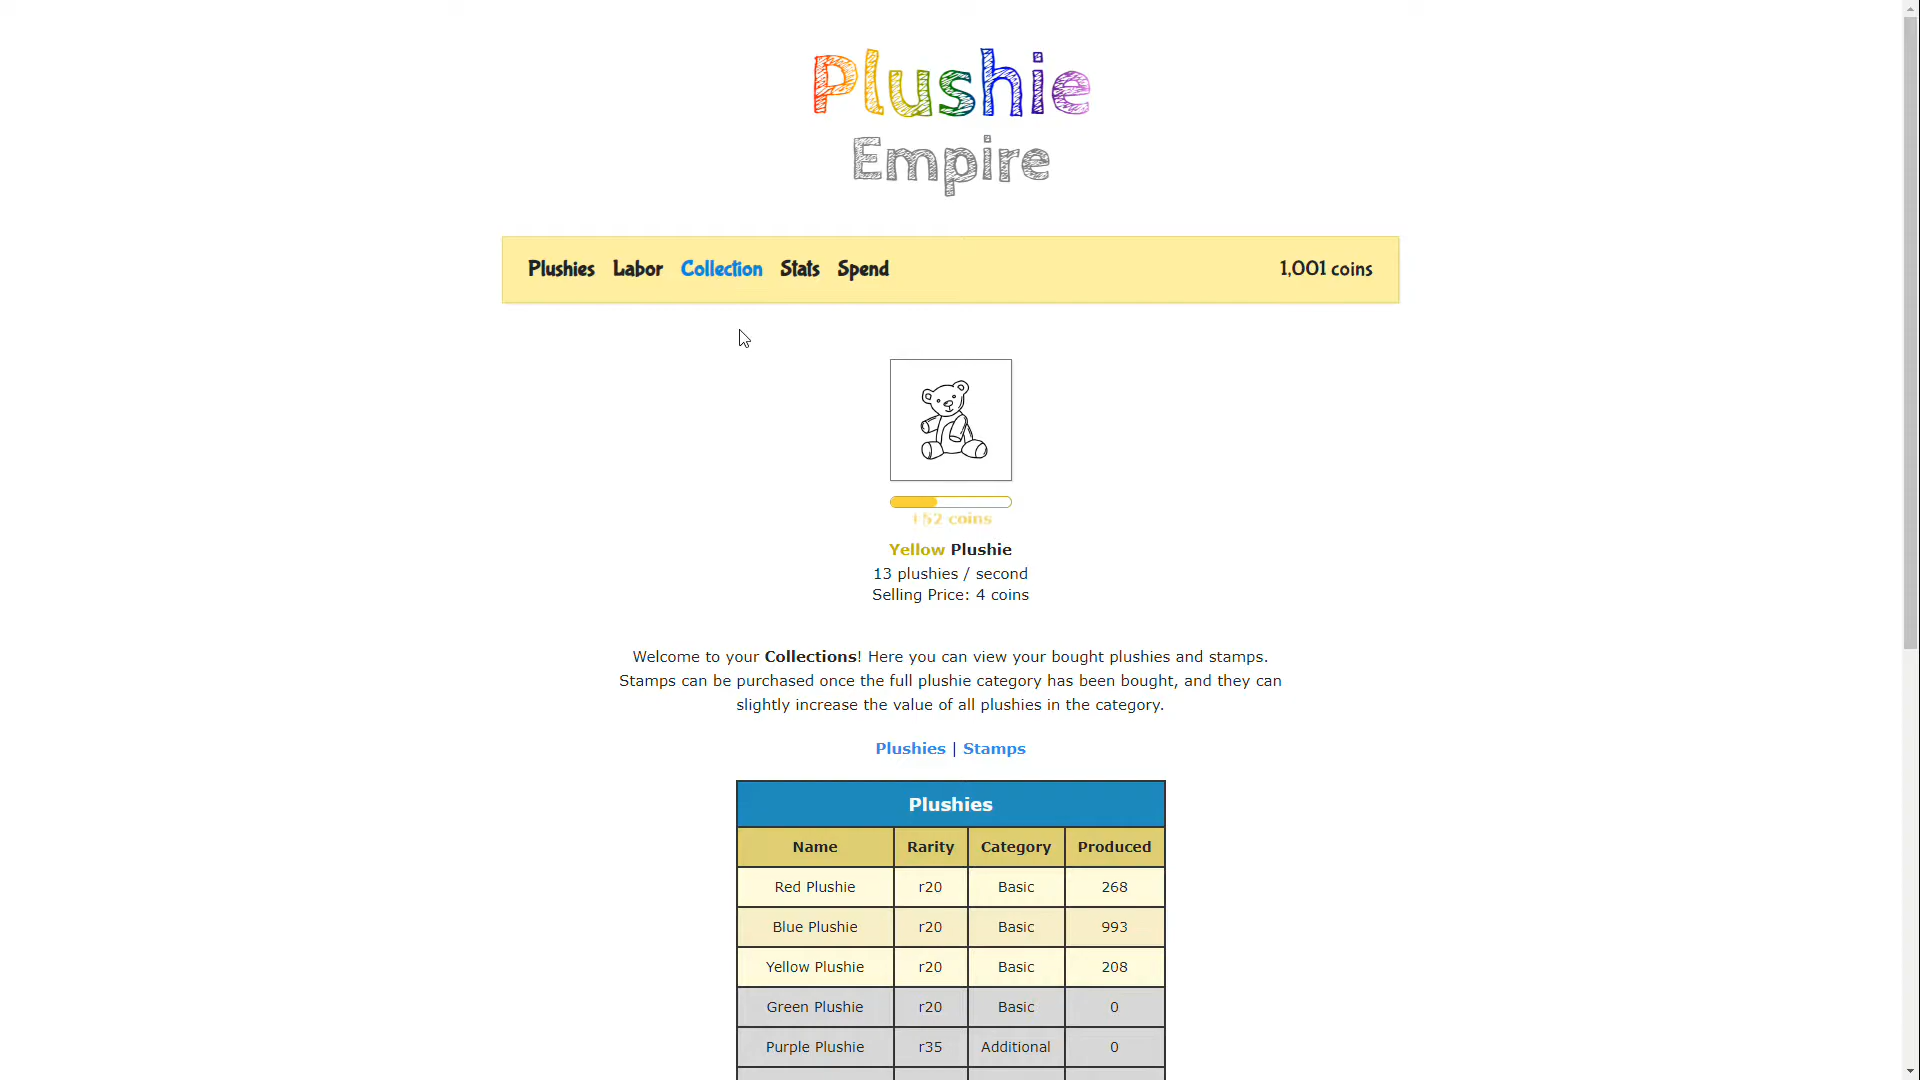 Plushie
Empire
Plushies Labor Collection Stats Spend 1,001 coins
+52 coins
Yellow Plushie
13 plushies / second
Selling Price: 4 coins
Welcome to your Collections! Here you can view your bought plushies and stamps.
Stamps can be purchased once the full plushie category has been bought, and they can
slightly increase the value of all plushies in the category.
Plushies | Stamps
Plushies
Name Rarity Category Produced
Red Plushie r20 Basic 268
Blue Plushie r20 Basic 993
Yellow Plushie r20 Basic 208
Green Plushie r20 Basic 0
Purple Plushie r35 Additional 0